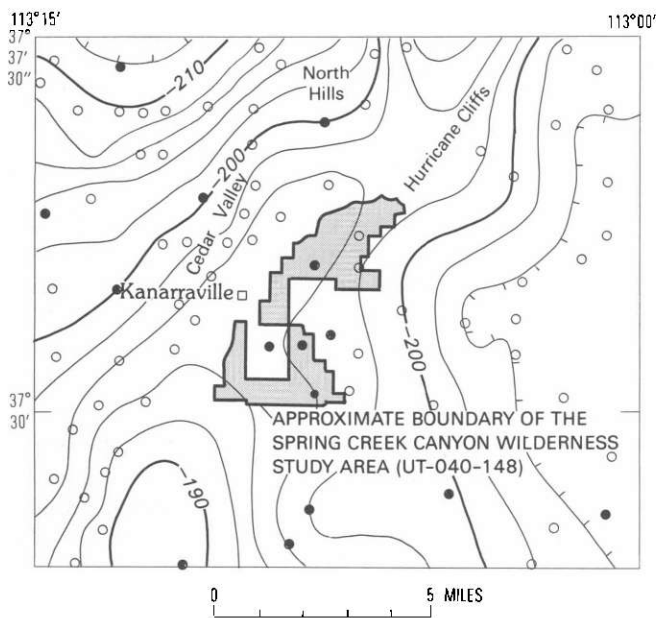 113°15' 113°00'
37°
37'
30"
-210
North
Hills
Hurricane Cliffs
-200
Cedar Valley
Kanarraville
-200
37°
30'
APPROXIMATE BOUNDARY OF THE
SPRING CREEK CANYON WILDERNESS
STUDY AREA (UT-040-148)
-190
0 5 MILES